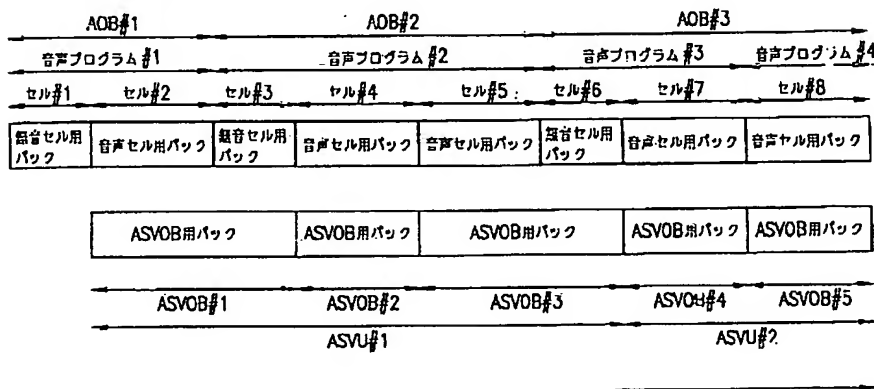 AOB#1 AOB#2 AOB#3
音声プログラム#1 音声プログラム#2 音声プログラム#3 音声プログラム#4
セル#1 セル#2 セル#3 セル#4 セル#5 セル#6 セル#7 セル#8
無音セル用パック 音声セル用パック 無音セル用パック 音声セル用パック 音声セル用パック 無音セル用パック 音声セル用パック 音声セル用パック
ASVOB用パック ASVOB用パック ASVOB用パック ASVOB用パック ASVOB用パック
ASVOB#1 ASVOB#2 ASVOB#3 ASVOB#4 ASVOB#5
ASVU#1 ASVU#2